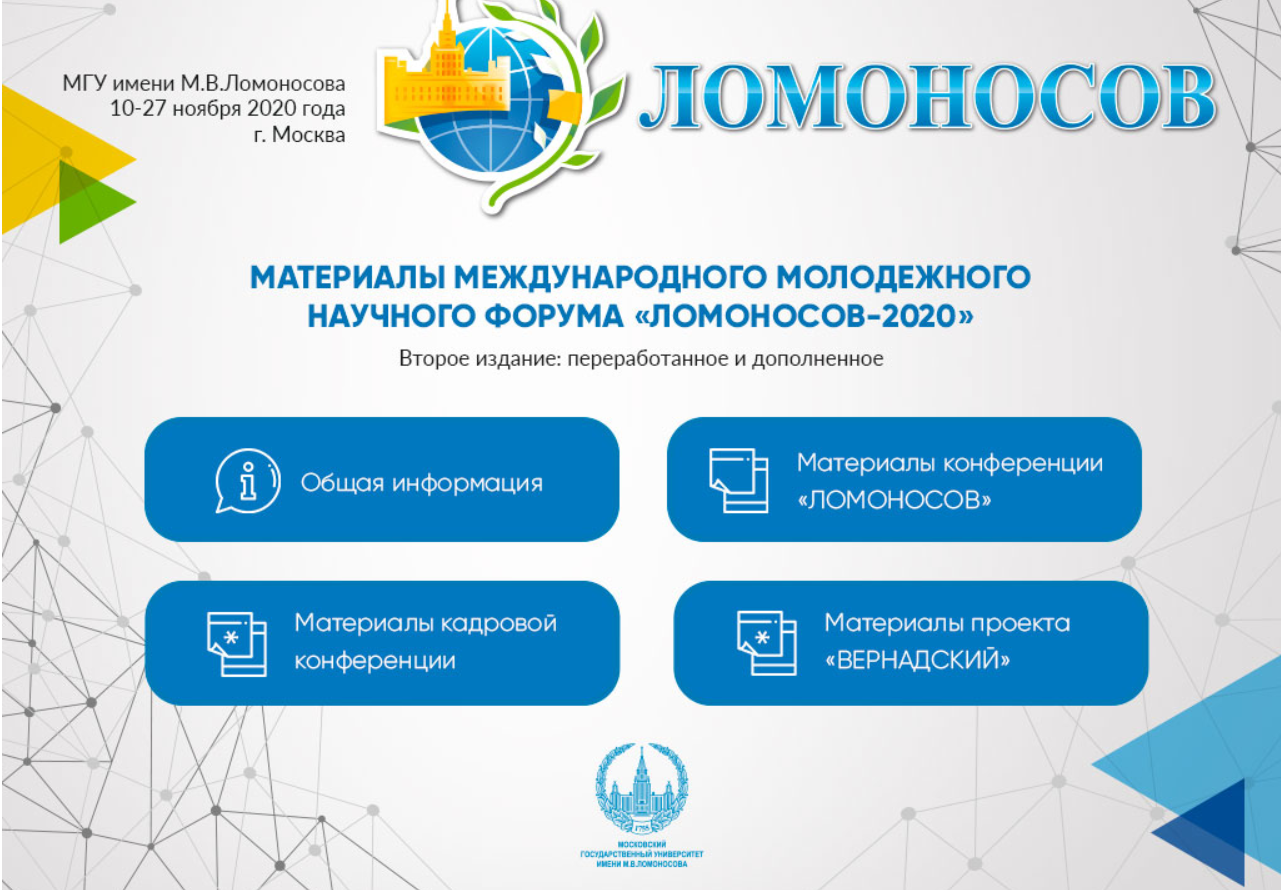 МГУ имени М.В.Ломоносова
10-27 ноября 2020 года
г. Москва
ЛОМОНОСОВ
МАТЕРИАЛЫ МЕЖДУНАРОДНОГО МОЛОДЕЖНОГО
НАУЧНОГО ФОРУМА «ЛОМОНОСОВ-2020»
Второе издание: переработанное и дополненное
Общая информация
Материалы конференции
«ЛОМОНОСОВ»
Материалы кадровой
конференции
Материалы проекта
«ВЕРНАДСКИЙ»
1755
МОСКОВСКИЙ
ГОСУДАРСТВЕННЫЙ УНИВЕРСИТЕТ
ИМЕНИ М.В.ЛОМОНОСОВА